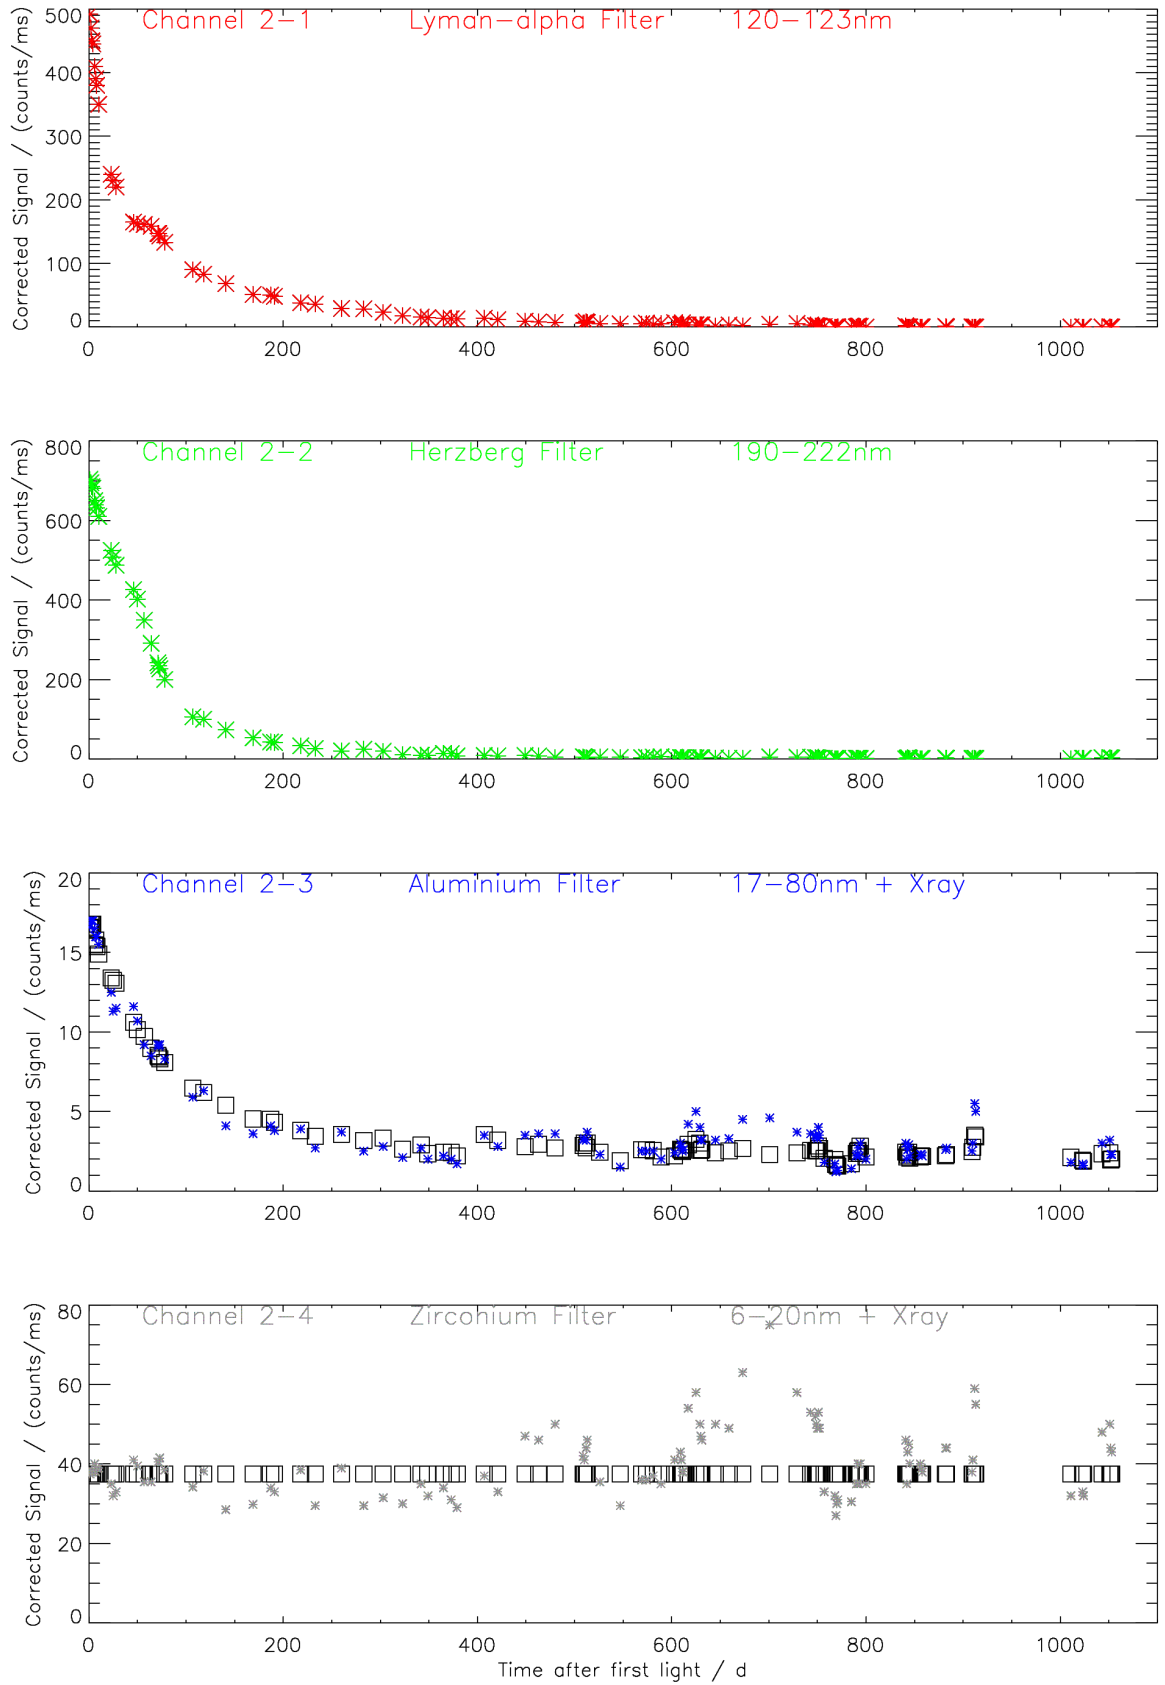 Channel 2-1 Lyman-alpha Filter 120-123nm
Corrected Signal / (counts/ms)
500
400
300
200
100
0
0 200 400 600 800 1000
Channel 2-2 Herzberg Filter 190-222nm
Corrected Signal / (counts/ms)
800
600
400
200
0
0 200 400 600 800 1000
Channel 2-3 Aluminium Filter 17-80nm + Xray
Corrected Signal / (counts/ms)
20
15
10
5
0
0 200 400 600 800 1000
Channel 2-4 Zirconium Filter 6-20nm + Xray
Corrected Signal / (counts/ms)
80
60
40
20
0
0 200 400 600 800 1000
Time after first light / d